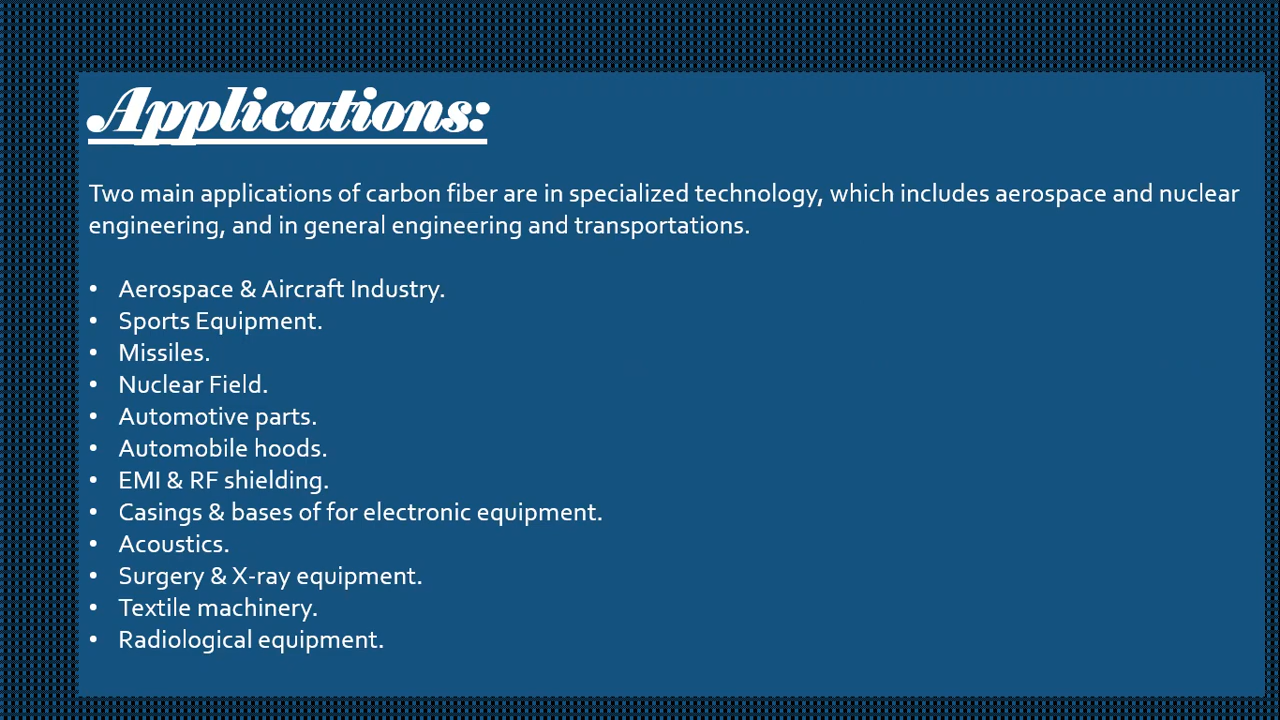 Applications:
Two main applications of carbon fiber are in specialized technology, which includes aerospace and nuclear
engineering, and in general engineering and transportations.
• Aerospace & Aircraft Industry.
• Sports Equipment.
• Missiles.
• Nuclear Field.
• Automotive parts.
• Automobile hoods.
• EMI & RF shielding.
• Casings & bases of for electronic equipment.
• Acoustics.
• Surgery & X-ray equipment.
• Textile machinery.
• Radiological equipment.